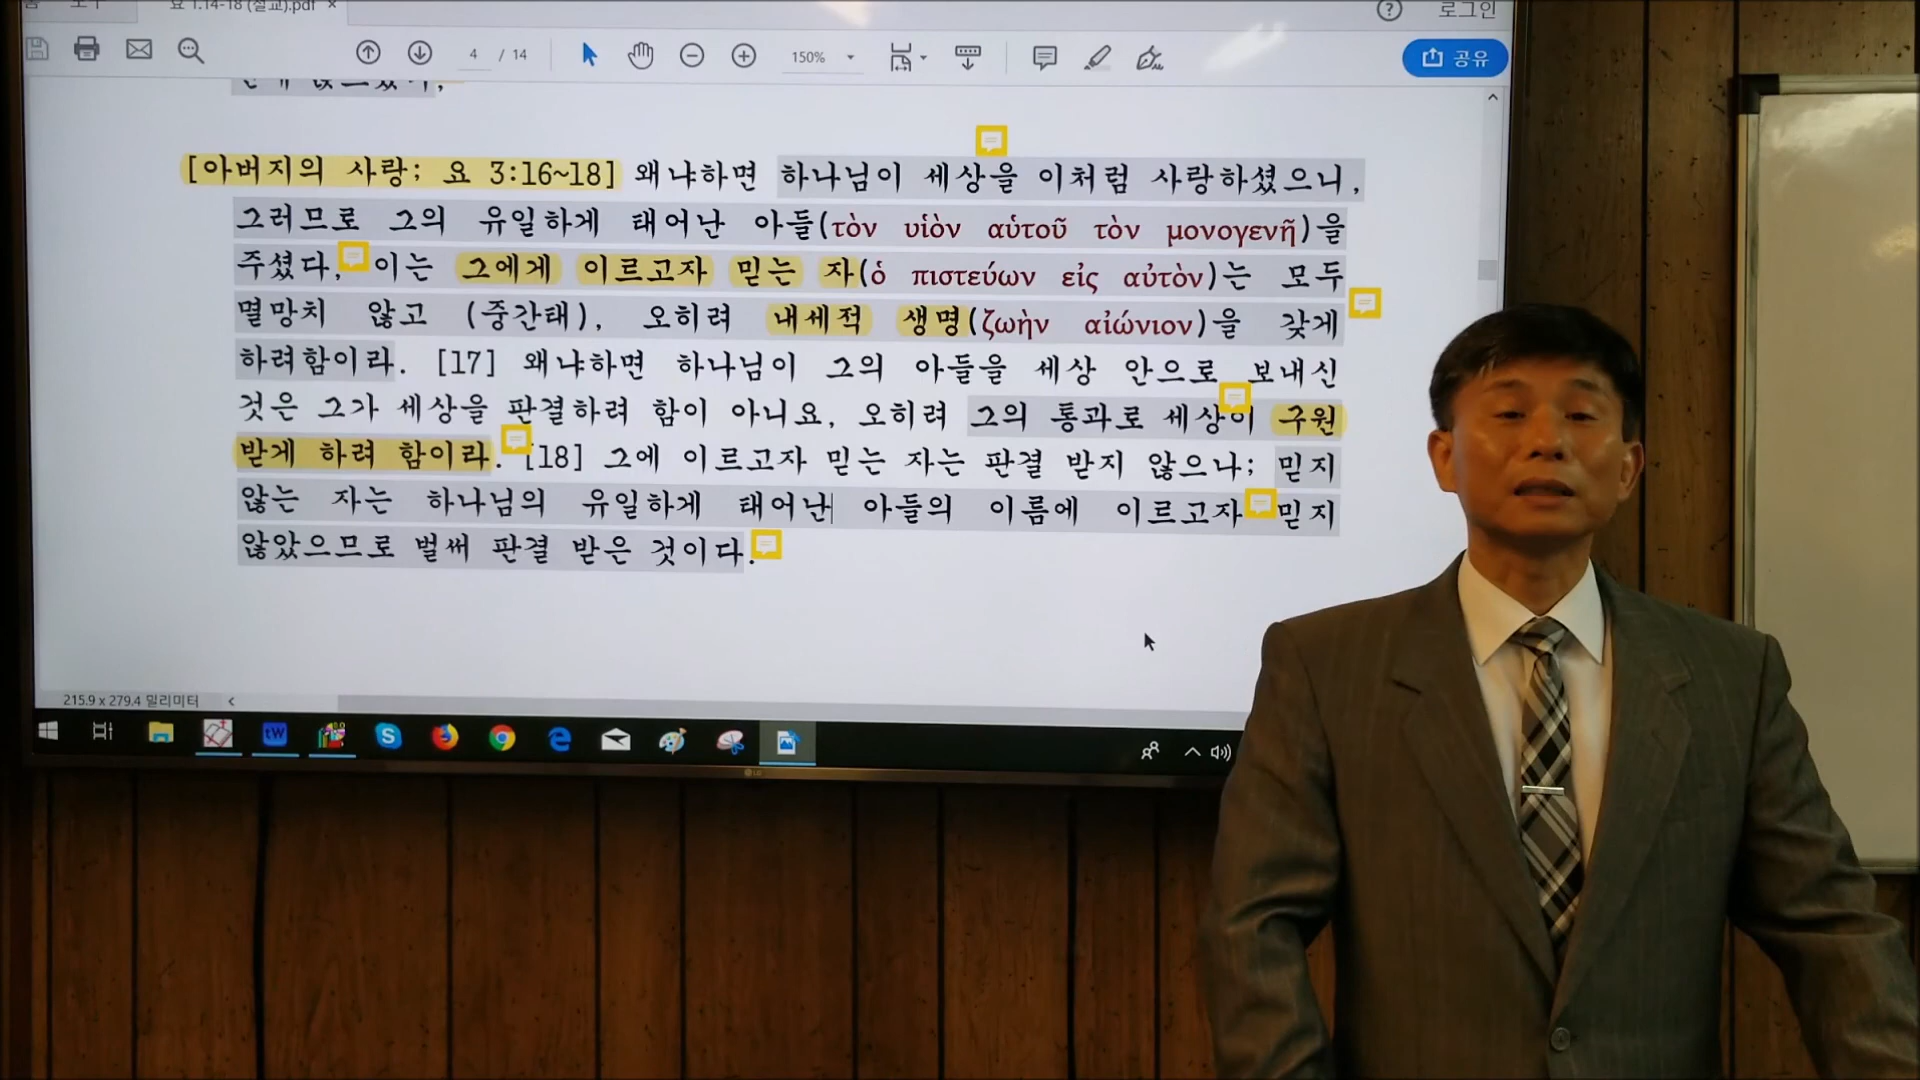 요 1.14-18 (설교).pdf ×
로그인
4 / 14
150%
공유
[아버지의 사랑; 요 3:16~18] 왜냐하면 하나님이 세상을 이처럼 사랑하셨으니,
그러므로 그의 유일하게 태어난 아들(τὸν υἱὸν αὑτοῦ τὸν μονογενῆ)을
주셨다, 이는 그에게 이르고자 믿는 자(ὁ πιστεύων εἰς αὐτὸν)는 모두
멸망치 않고 (중간태), 오히려 내세적 생명(ζωὴν αἰώνιον)을 갖게
하려함이라. [17] 왜냐하면 하나님이 그의 아들을 세상 안으로 보내신
것은 그가 세상을 판결하려 함이 아니요, 오히려 그의 통과로 세상이 구원
받게 하려 함이라. [18] 그에 이르고자 믿는 자는 판결 받지 않으나; 믿지
않는 자는 하나님의 유일하게 태어난 아들의 이름에 이르고자 믿지
않았으므로 벌써 판결 받은 것이다.
215.9 x 279.4 밀리미터
tW
LG